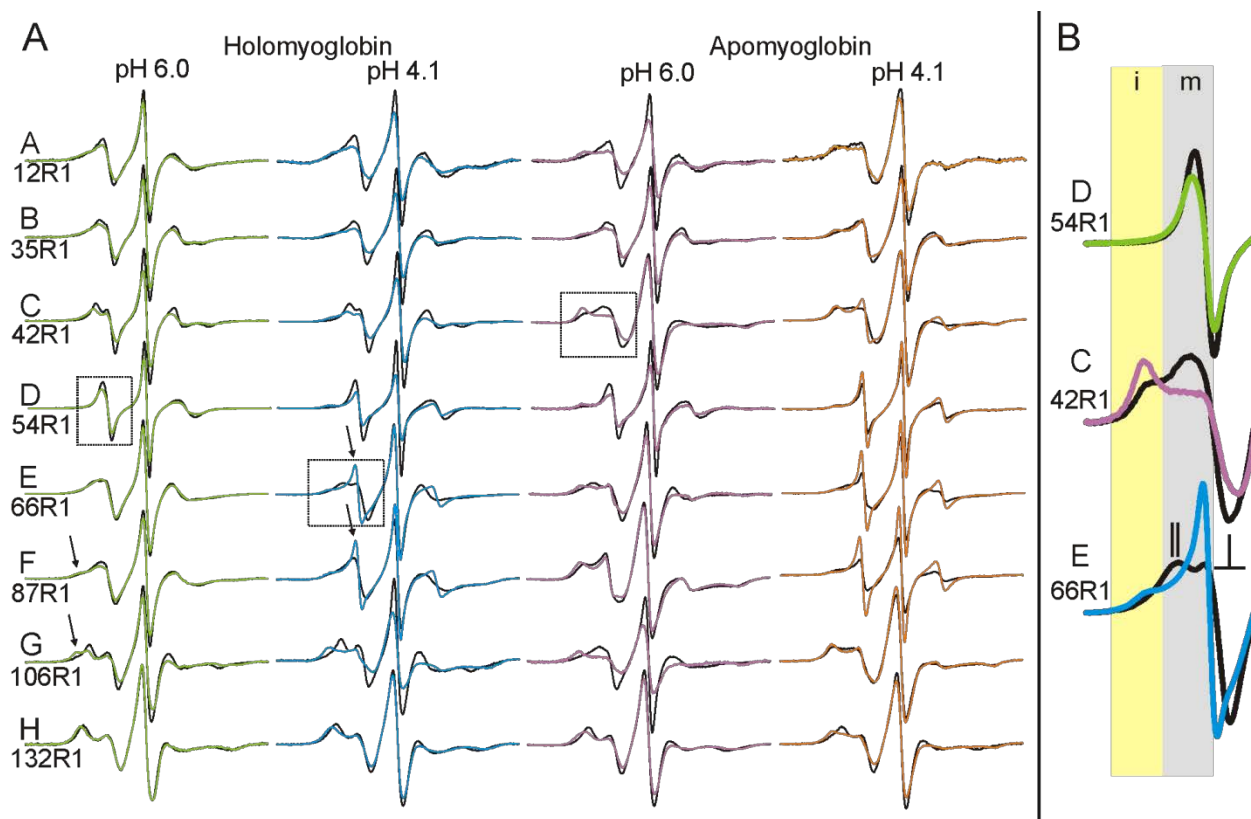 A
Holomyoglobin
Apomyoglobin
pH 6.0
pH 4.1
pH 6.0
pH 4.1
A
12R1
B
35R1
C
42R1
D
54R1
E
66R1
F
87R1
G
106R1
H
132R1
B
i
m
D
54R1
C
42R1
E
66R1
∥
⊥